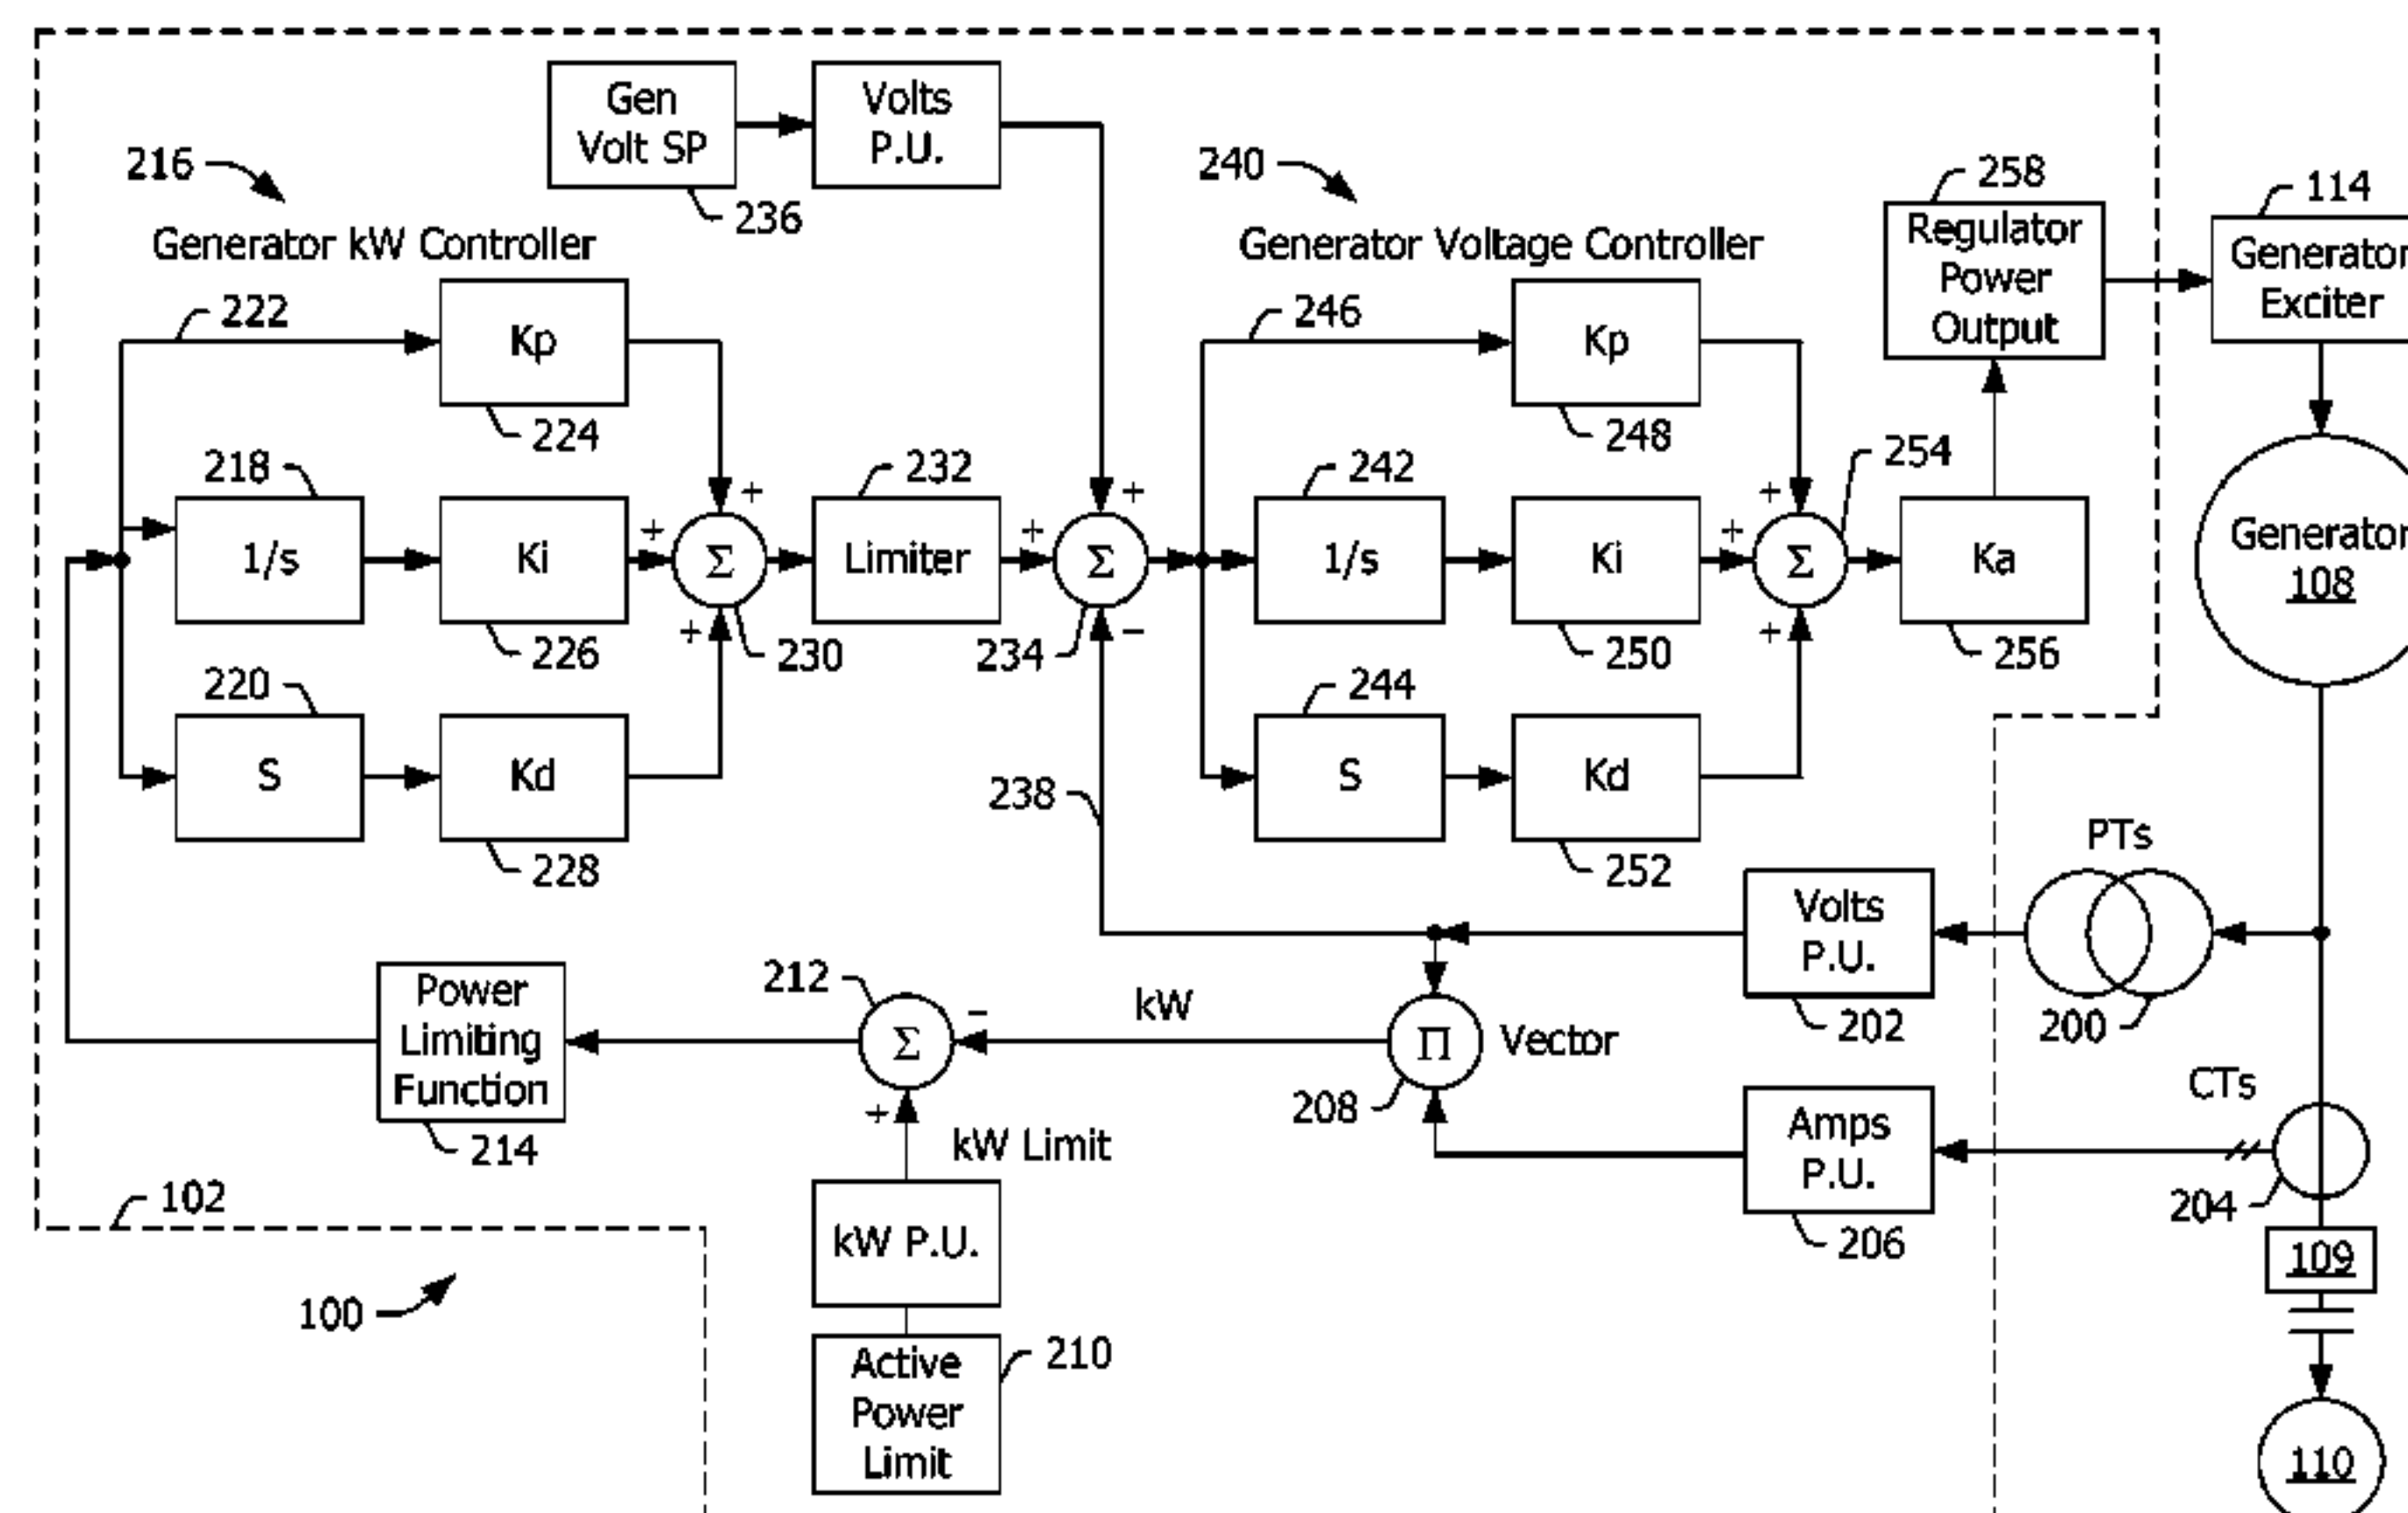 Gen
Volt SP
Volts
P.U.
216
236
240
258
114
Generator kW Controller
Generator Voltage Controller
Regulator
Power
Output
Generator
Exciter
222
Kp
224
246
Kp
248
218
1/s
Ki
226
+
+
+
Σ
230
232
Limiter
+
+
−
Σ
234
242
1/s
Ki
250
+
+
+
Σ
254
Ka
256
Generator
108
220
S
Kd
228
238
244
S
Kd
252
PTs
Volts
P.U.
202
200
Power
Limiting
Function
214
212
Σ
−
+
kW
Π
Vector
208
CTs
Amps
P.U.
206
204
kW Limit
102
kW P.U.
109
100
Active
Power
Limit
210
110